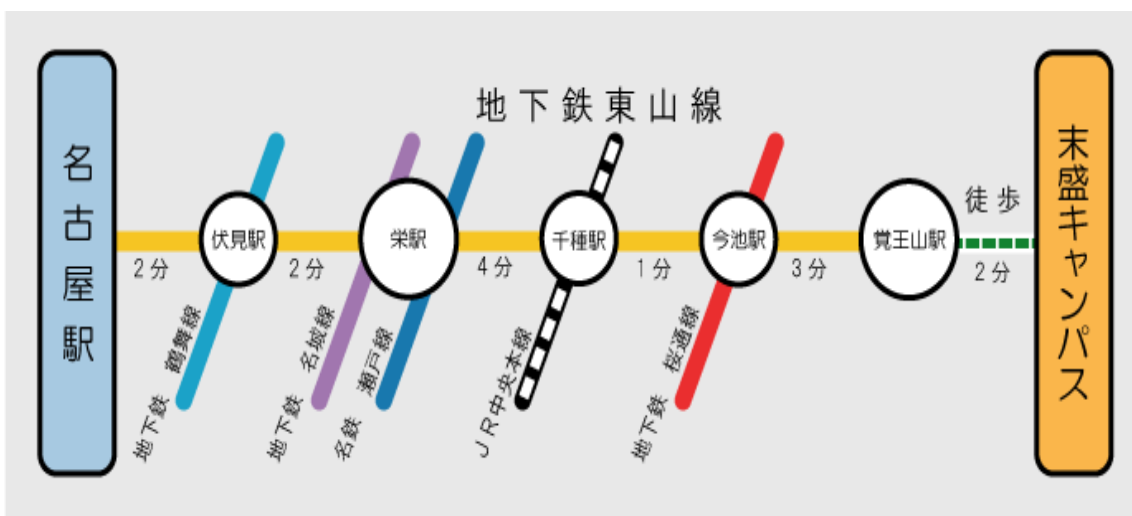 地下鉄東山線
名古屋駅
2分
伏見駅
地下鉄 鶴舞線
2分
栄駅
地下鉄 名城線
名鉄 瀬戸線
4分
千種駅
JR中央本線
1分
今池駅
地下鉄 桜通線
3分
覚王山駅
徒歩
2分
末盛キャンパス